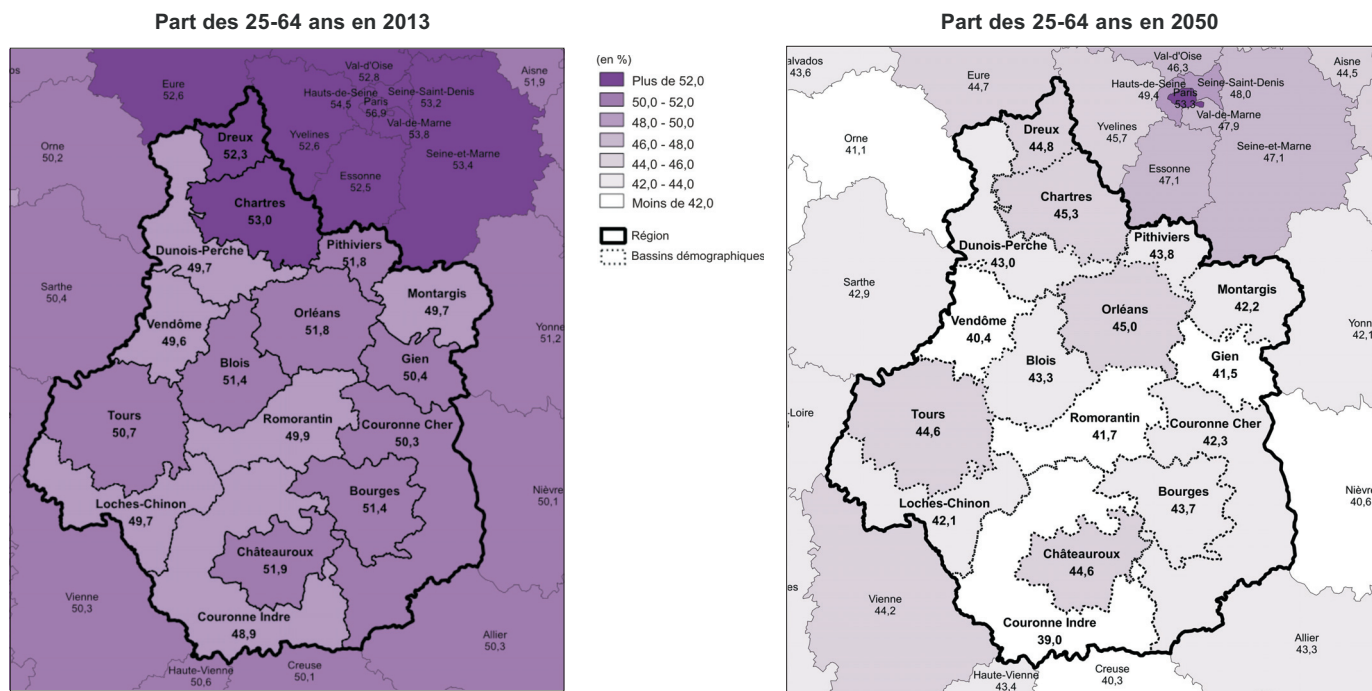 Part des 25-64 ans en 2013
Part des 25-64 ans en 2050
os
Aisne
51,9
Eure
52,6
Val-d'Oise
52,8
Hauts-de-Seine
54,5
Seine-Saint-Denis
53,2
Paris
56,9
Val-de-Marne
53,8
Yvelines
52,6
Seine-et-Marne
53,4
Essonne
52,5
Orne
50,2
Dreux
52,3
Chartres
53,0
Dunois-Perche
49,7
Pithiviers
51,8
Sarthe
50,4
Montargis
49,7
Yonne
51,2
Vendôme
49,6
Orléans
51,8
Blois
51,4
Gien
50,4
Tours
50,7
Romorantin
49,9
Couronne Cher
50,3
Loches-Chinon
49,7
Bourges
51,4
Nièvre
50,1
Châteauroux
51,9
Vienne
50,3
Couronne Indre
48,9
Allier
50,3
Haute-Vienne
50,6
Creuse
50,1
(en %)
Plus de 52,0
50,0 - 52,0
48,0 - 50,0
46,0 - 48,0
44,0 - 46,0
42,0 - 44,0
Moins de 42,0
Région
Bassins démographiques
alvados
43,6
Eure
44,7
Val-d'Oise
46,3
Aisne
44,5
Hauts-de-Seine
49,4
Seine-Saint-Denis
48,0
Paris
53,3
Val-de-Marne
47,9
Yvelines
45,7
Seine-et-Marne
47,1
Essonne
47,1
Orne
41,1
Dreux
44,8
Chartres
45,3
Dunois-Perche
43,0
Pithiviers
43,8
Sarthe
42,9
Montargis
42,2
Yonn
42,1
Vendôme
40,4
Orléans
45,0
Blois
43,3
Gien
41,5
-Loire
Tours
44,6
Romorantin
41,7
Couronne Cher
42,3
Loches-Chinon
42,1
Bourges
43,7
Nièvr
40,6
Châteauroux
44,6
es
Vienne
44,2
Couronne Indre
39,0
Allier
43,3
Haute-Vienne
43,4
Creuse
40,3